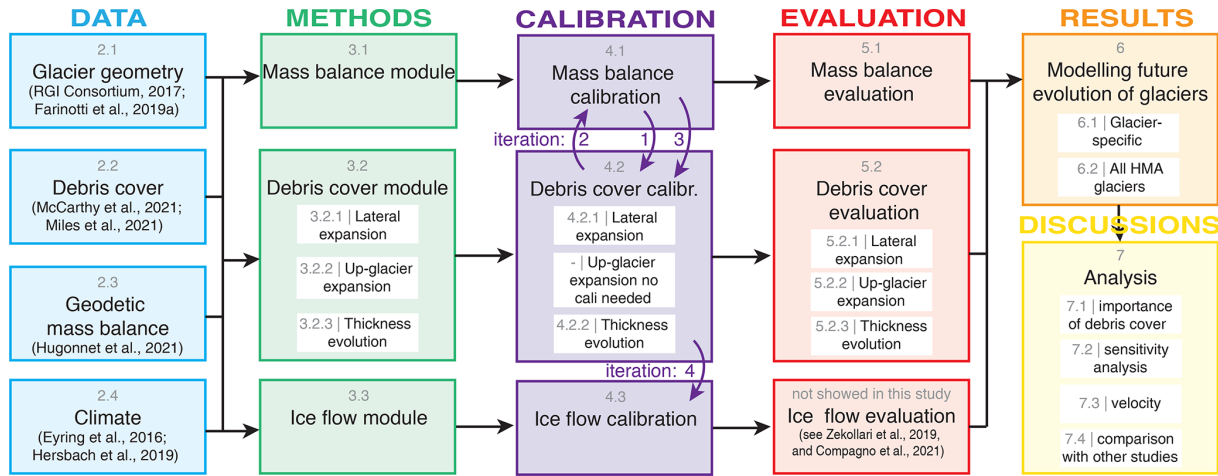 DATA
2.1
Glacier geometry
(RGI Consortium, 2017;
Farinotti et al., 2019a)
2.2
Debris cover
(McCarthy et al., 2021;
Miles et al., 2021)
2.3
Geodetic
mass balance
(Hugonnet et al., 2021)
2.4
Climate
(Eyring et al., 2016;
Hersbach et al., 2019)
METHODS
3.1
Mass balance module
3.2
Debris cover module
3.2.1 | Lateral
expansion
3.2.2 | Up-glacier
expansion
3.2.3 | Thickness
evolution
3.3
Ice flow module
CALIBRATION
4.1
Mass balance
calibration
iteration: 2 1 3
4.2
Debris cover calibr.
4.2.1 | Lateral
expansion
- | Up-glacier
expansion no
cali needed
4.2.2 | Thickness
evolution
iteration: 4
4.3
Ice flow calibration
EVALUATION
5.1
Mass balance
evaluation
5.2
Debris cover
evaluation
5.2.1 | Lateral
expansion
5.2.2 | Up-glacier
expansion
5.2.3 | Thickness
evolution
not showed in this study
Ice flow evaluation
(see Zekollari et al., 2019,
and Compagno et al., 2021)
RESULTS
6
Modelling future
evolution of glaciers
6.1 | Glacier-
specific
6.2 | All HMA
glaciers
DISCUSSIONS
7
Analysis
7.1 | importance
of debris cover
7.2 | sensitivity
analysis
7.3 | velocity
7.4 | comparison
with other studies